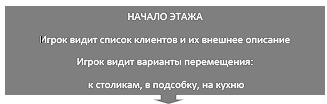 НАЧАЛО ЭТАЖА
Игрок видит список клиентов и их внешнее описание
Игрок видит варианты перемещения:
к столикам, в подсобку, на кухню